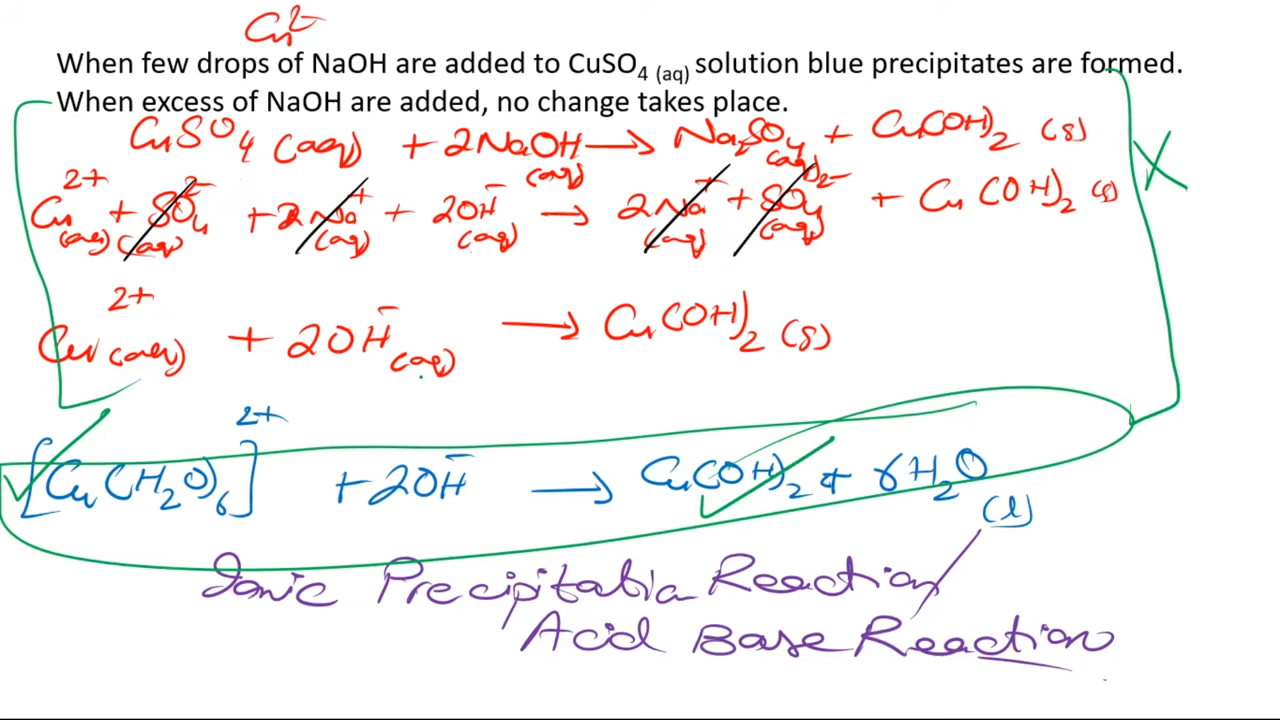 Cu²⁻
When few drops of NaOH are added to CuSO₄ (aq) solution blue precipitates are formed.
When excess of NaOH are added, no change takes place.
CuSO₄ (aq) + 2NaOH (aq) → Na₂SO₄ (aq) + Cu(OH)₂ (s)
Cu²⁺ (aq) + SO₄²⁻ (aq) + 2Na⁺ (aq) + 2OH⁻ (aq) → 2Na⁺ (aq) + SO₄²⁻ (aq) + Cu(OH)₂ (s)
Cu²⁺ (aq) + 2OH⁻ (aq) → Cu(OH)₂ (s)
[Cu(H₂O)₆]²⁺ + 2OH⁻ → Cu(OH)₂ + 6H₂O (l)
Ionic Precipitation Reaction /
Acid Base Reaction